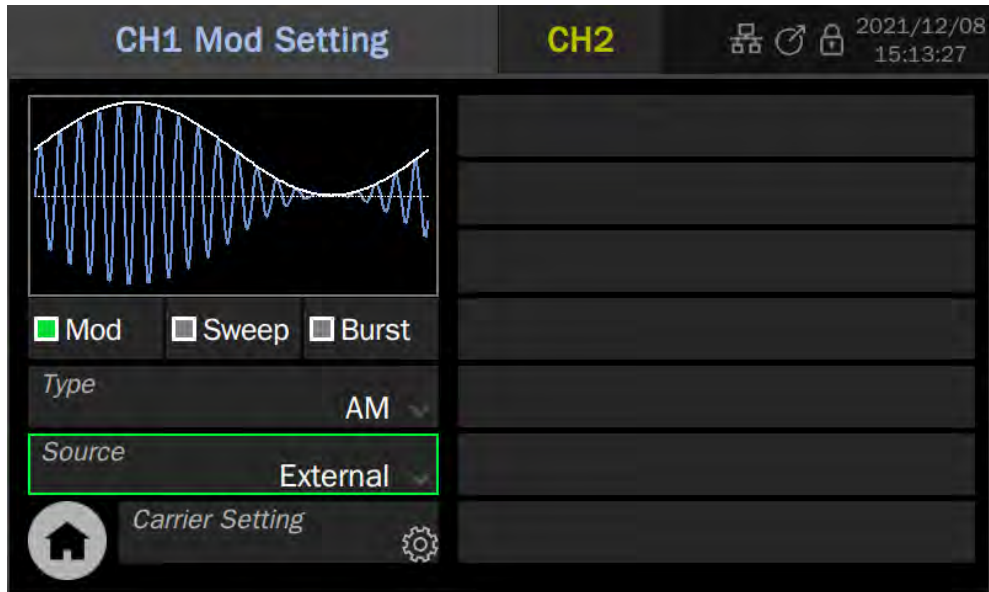 CH1 Mod Setting
CH2
2021/12/08
15:13:27
Mod
Sweep
Burst
Type
AM
Source
External
Carrier Setting